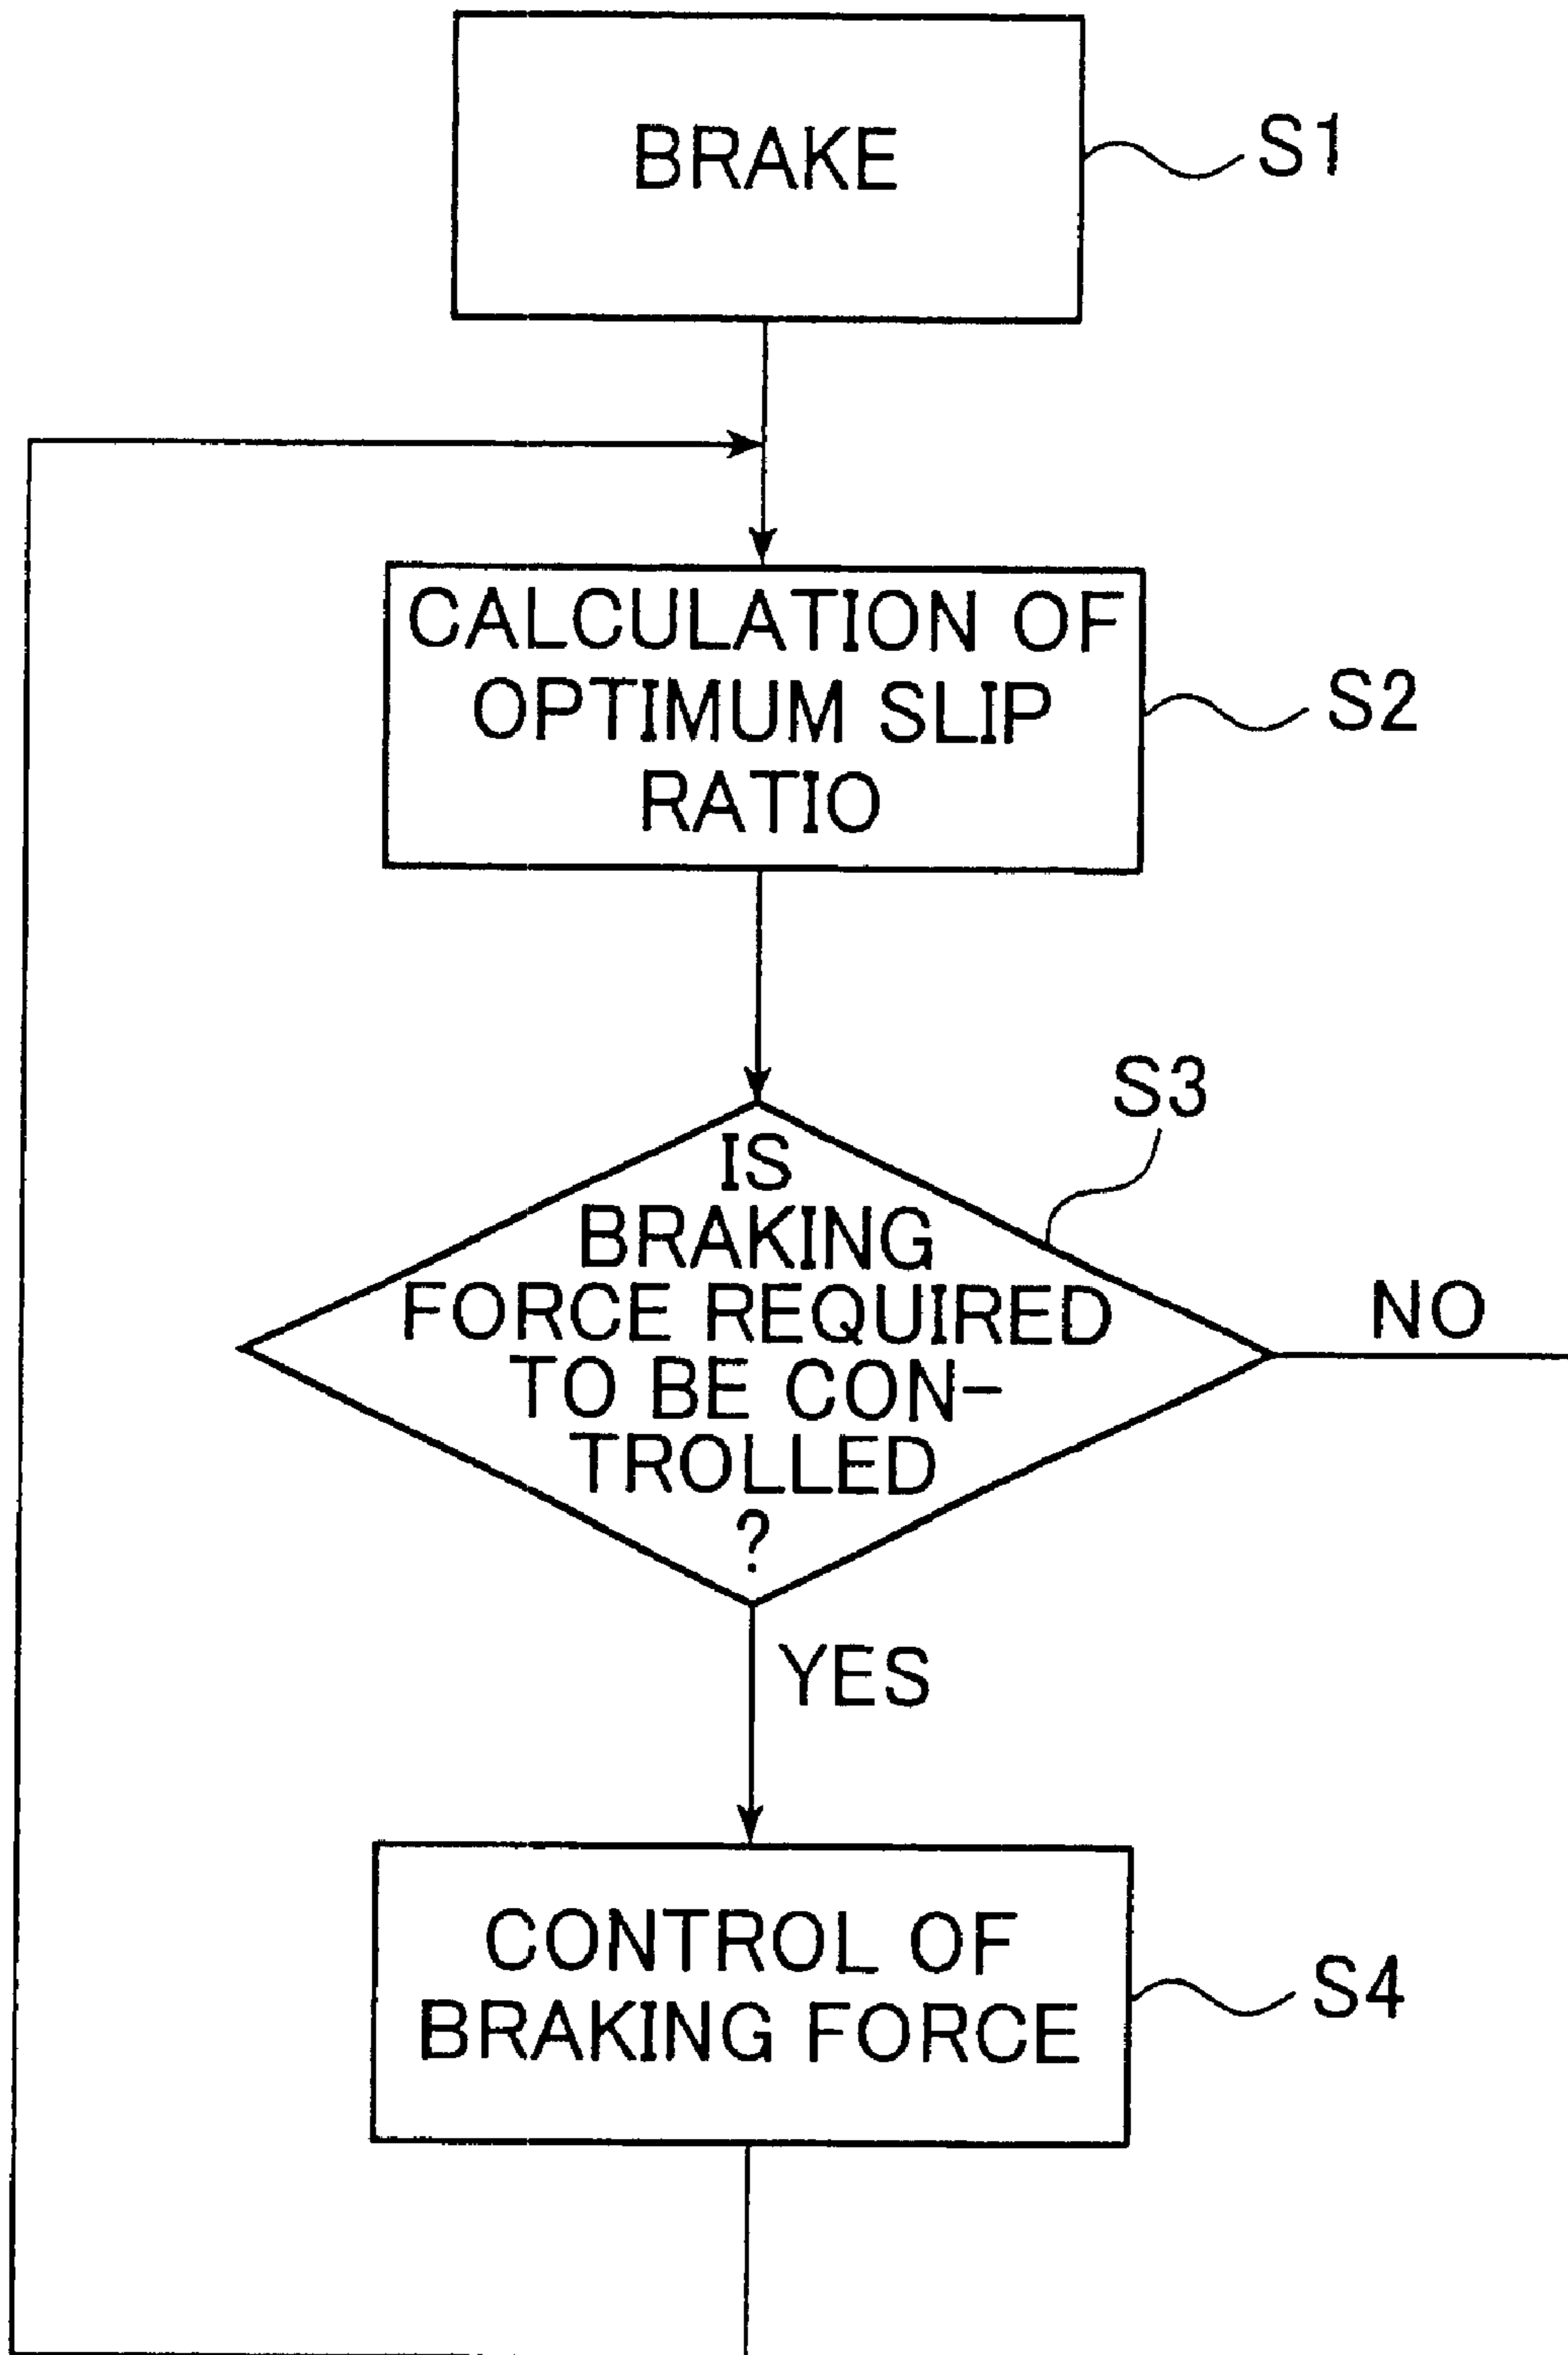 BRAKE
S1
CALCULATION OF
OPTIMUM SLIP
RATIO
S2
S3
IS
BRAKING
FORCE REQUIRED
TO BE CON-
TROLLED
?
NO
YES
CONTROL OF
BRAKING FORCE
S4